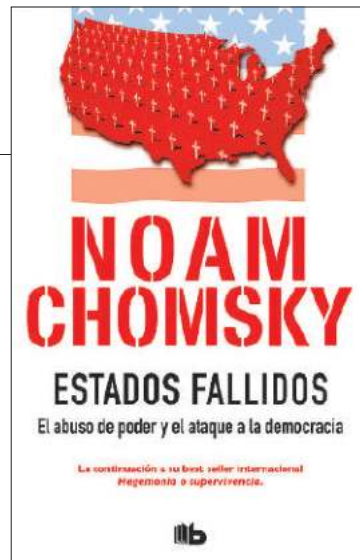 NOAM
CHOMSKY
ESTADOS FALLIDOS
El abuso de poder y el ataque a la democracia
La continuación a su best seller internacional
Hegemonía o supervivencia.
b